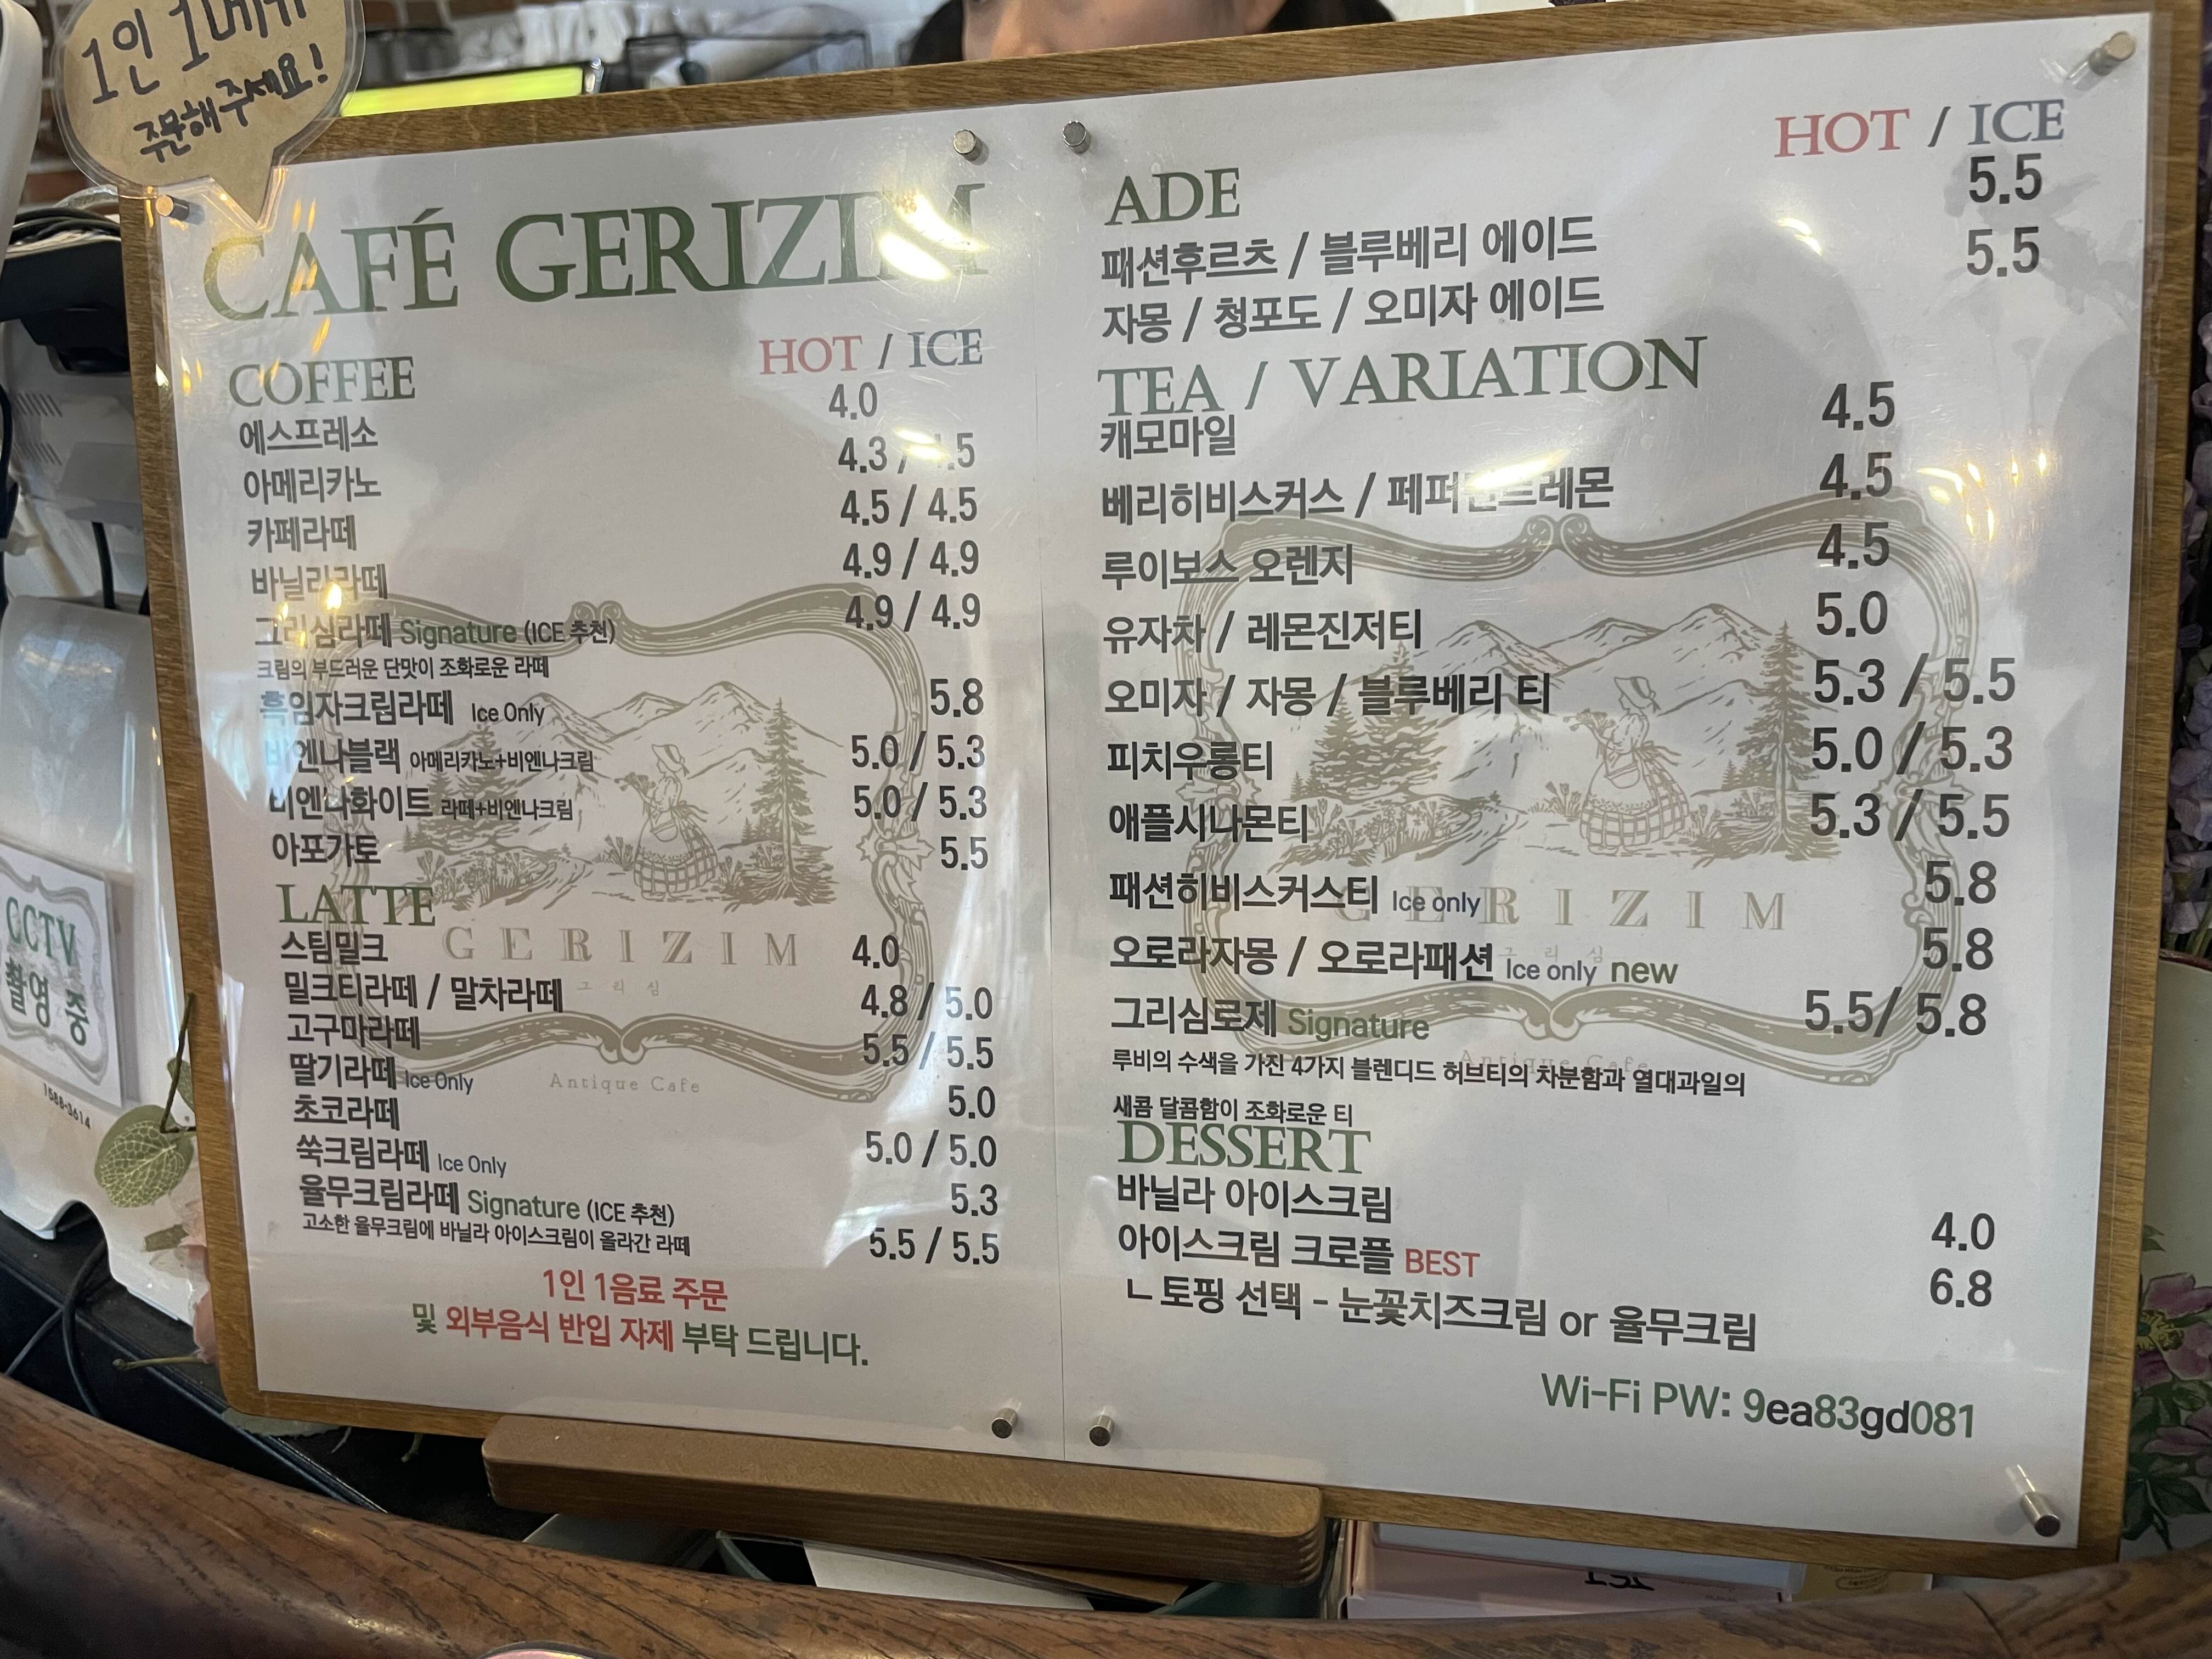 1인 1메뉴
주문해주세요!
CAFÉ GERIZIM
HOT / ICE
COFFEE
4.0
에스프레소
4.3 / 4.5
아메리카노
4.5 / 4.5
카페라떼
4.9 / 4.9
바닐라라떼
4.9 / 4.9
그리심라떼 Signature (ICE 추천)
크림의 부드러운 단맛이 조화로운 라떼
5.8
흑임자크림라떼 Ice Only
비엔나블랙 아메리카노+비엔나크림 5.0 / 5.3
비엔나화이트 라떼+비엔나크림 5.0 / 5.3
아포가토 5.5
LATTE
스팀밀크 4.0
밀크티라떼 / 말차라떼 4.8 / 5.0
고구마라떼 5.5 / 5.5
딸기라떼 Ice Only 5.0
초코라떼 5.0 / 5.0
쑥크림라떼 Ice Only 5.3
율무크림라떼 Signature (ICE 추천) 5.5 / 5.5
고소한 율무크림에 바닐라 아이스크림이 올라간 라떼
1인 1음료 주문
및 외부음식 반입 자제 부탁 드립니다.
GERIZIM
그리심
Antique Cafe
HOT / ICE
ADE
5.5
패션후르츠 / 블루베리 에이드
5.5
자몽 / 청포도 / 오미자 에이드
TEA / VARIATION
캐모마일 4.5
베리히비스커스 / 페퍼민트레몬 4.5
루이보스 오렌지 4.5
유자차 / 레몬진저티 5.0
오미자 / 자몽 / 블루베리 티 5.3 / 5.5
피치우롱티 5.0 / 5.3
애플시나몬티 5.3 / 5.5
패션히비스커스티 Ice only 5.8
오로라자몽 / 오로라패션 Ice only new 5.8
그리심로제 Signature 5.5/ 5.8
루비의 수색을 가진 4가지 블렌디드 허브티의 차분함과 열대과일의
새콤 달콤함이 조화로운 티
DESSERT
바닐라 아이스크림 4.0
아이스크림 크로플 BEST 6.8
ㄴ토핑 선택 - 눈꽃치즈크림 or 율무크림
Wi-Fi PW: 9ea83gd081
GERIZIM
그리심
Antique Cafe
CCTV
촬영 중
1588-3614